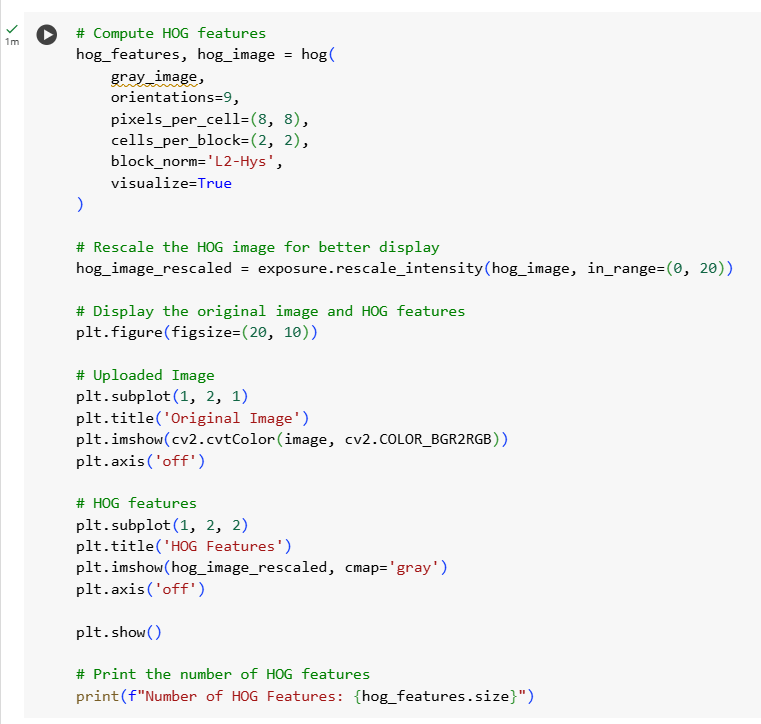 # Compute HOG features
1m
hog_features, hog_image = hog(
    gray_image,
    orientations=9,
    pixels_per_cell=(8, 8),
    cells_per_block=(2, 2),
    block_norm='L2-Hys',
    visualize=True
)

# Rescale the HOG image for better display
hog_image_rescaled = exposure.rescale_intensity(hog_image, in_range=(0, 20))

# Display the original image and HOG features
plt.figure(figsize=(20, 10))

# Uploaded Image
plt.subplot(1, 2, 1)
plt.title('Original Image')
plt.imshow(cv2.cvtColor(image, cv2.COLOR_BGR2RGB))
plt.axis('off')

# HOG features
plt.subplot(1, 2, 2)
plt.title('HOG Features')
plt.imshow(hog_image_rescaled, cmap='gray')
plt.axis('off')

plt.show()

# Print the number of HOG features
print(f"Number of HOG Features: {hog_features.size}")